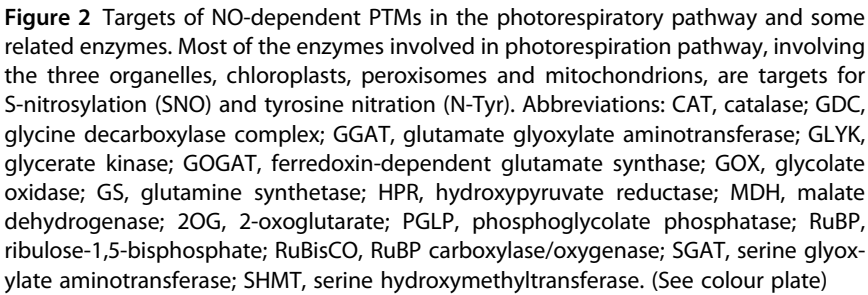 Figure 2 Targets of NO-dependent PTMs in the photorespiratory pathway and some
related enzymes. Most of the enzymes involved in photorespiration pathway, involving
the three organelles, chloroplasts, peroxisomes and mitochondrions, are targets for
S-nitrosylation (SNO) and tyrosine nitration (N-Tyr). Abbreviations: CAT, catalase; GDC,
glycine decarboxylase complex; GGAT, glutamate glyoxylate aminotransferase; GLYK,
glycerate kinase; GOGAT, ferredoxin-dependent glutamate synthase; GOX, glycolate
oxidase; GS, glutamine synthetase; HPR, hydroxypyruvate reductase; MDH, malate
dehydrogenase; 2OG, 2-oxoglutarate; PGLP, phosphoglycolate phosphatase; RuBP,
ribulose-1,5-bisphosphate; RuBisCO, RuBP carboxylase/oxygenase; SGAT, serine glyox-
ylate aminotransferase; SHMT, serine hydroxymethyltransferase. (See colour plate)